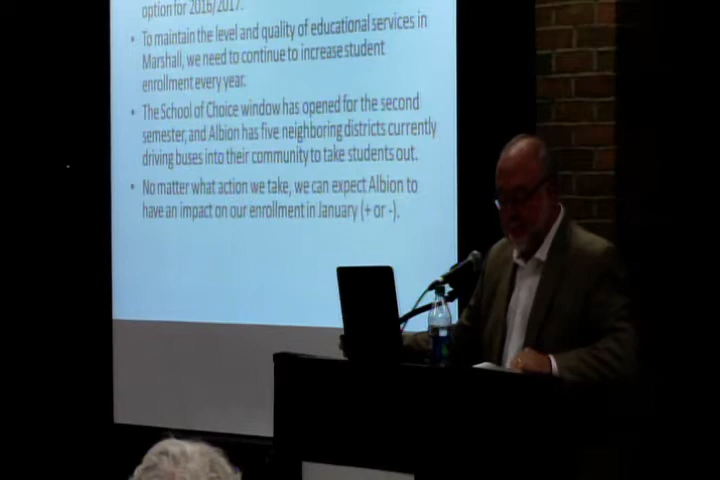 option for 2016/2017.
• To maintain the level and quality of educational services in
Marshall, we need to continue to increase student
enrollment every year.
• The School of Choice window has opened for the second
semester, and Albion has five neighboring districts currently
driving buses into their community to take students out.
• No matter what action we take, we can expect Albion to
have an impact on our enrollment in January (+ or -).